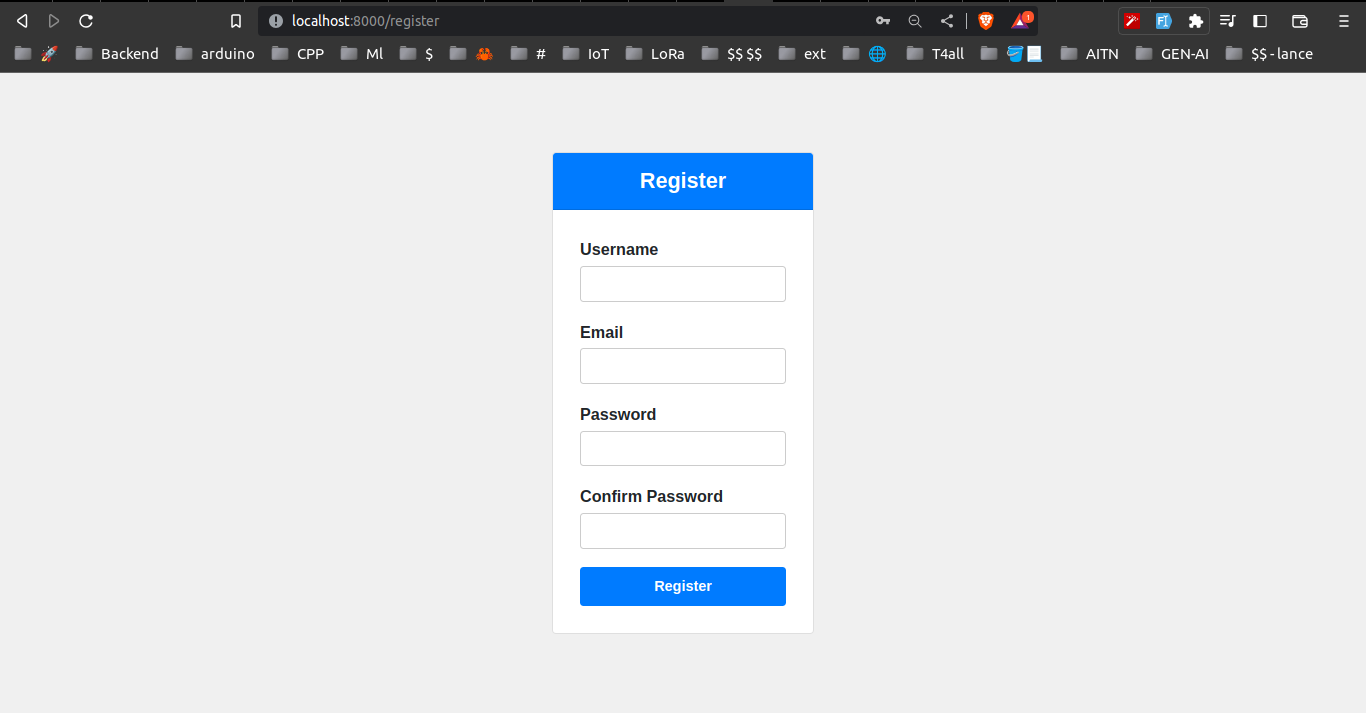 localhost:8000/register
1
🚀 Backend arduino CPP Ml $ 🦀 # IoT LoRa $$ $$ ext 🌐 T4all 🪣📃 AITN GEN-AI $$-lance
Register
Username
Email
Password
Confirm Password
Register